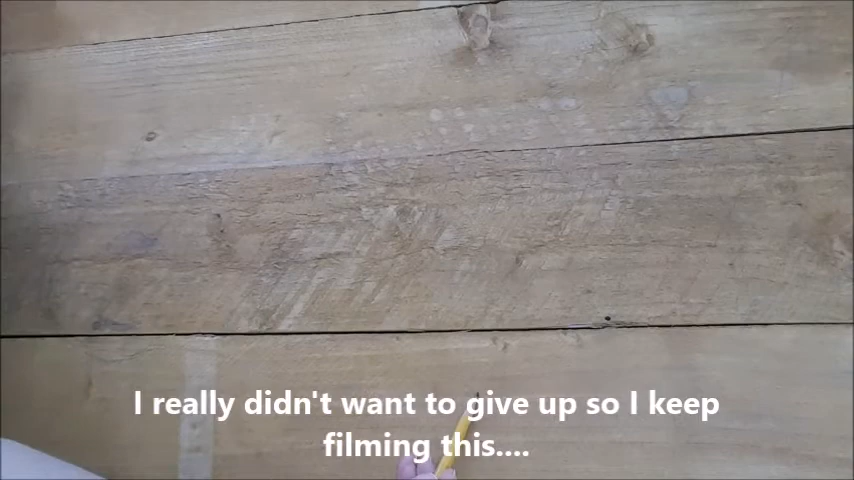 I really didn't want to give up so I keep
filming this....